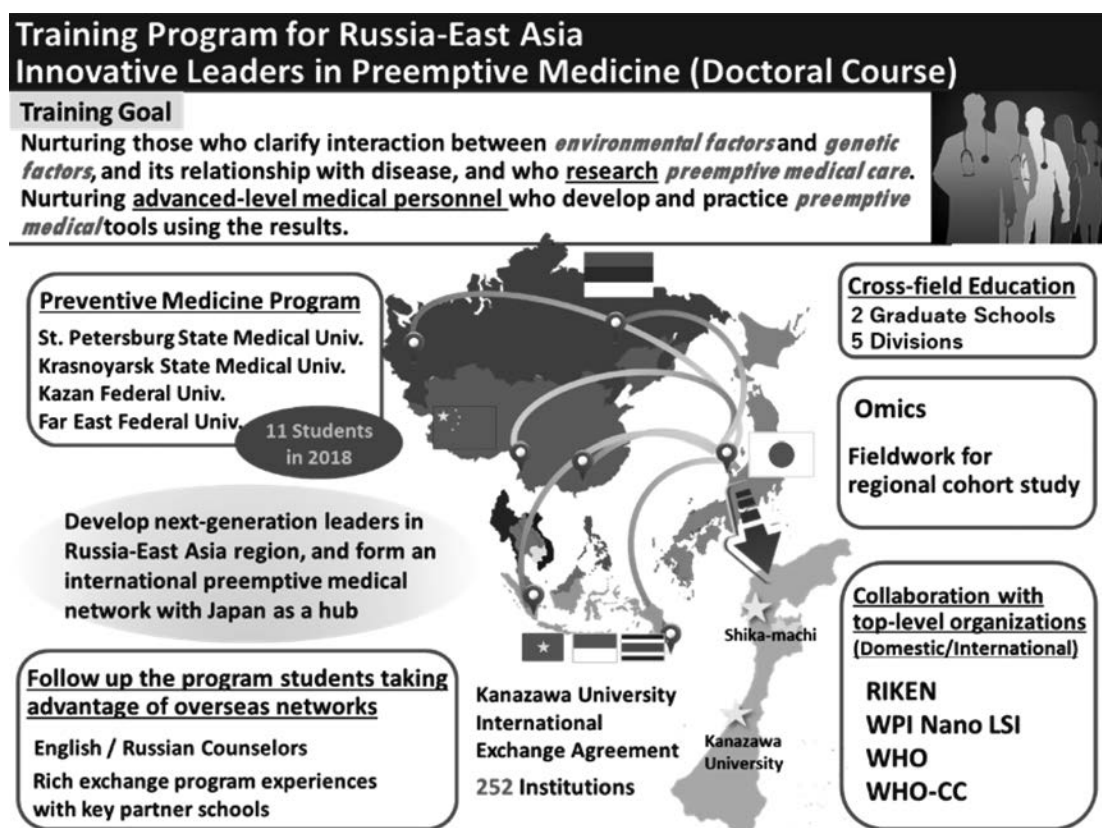 Training Program for Russia-East Asia
Innovative Leaders in Preemptive Medicine (Doctoral Course)
Training Goal
Nurturing those who clarify interaction between environmental factors and genetic
factors, and its relationship with disease, and who research preemptive medical care.
Nurturing advanced-level medical personnel who develop and practice preemptive
medical tools using the results.
Preventive Medicine Program
St. Petersburg State Medical Univ.
Krasnoyarsk State Medical Univ.
Kazan Federal Univ.
Far East Federal Univ.
11 Students
in 2018
Develop next-generation leaders in
Russia-East Asia region, and form an
international preemptive medical
network with Japan as a hub
Follow up the program students taking
advantage of overseas networks
English / Russian Counselors
Rich exchange program experiences
with key partner schools
Kanazawa University
International
Exchange Agreement
252 Institutions
Shika-machi
Kanazawa
University
Cross-field Education
2 Graduate Schools
5 Divisions
Omics
Fieldwork for
regional cohort study
Collaboration with
top-level organizations
(Domestic/International)
RIKEN
WPI Nano LSI
WHO
WHO-CC